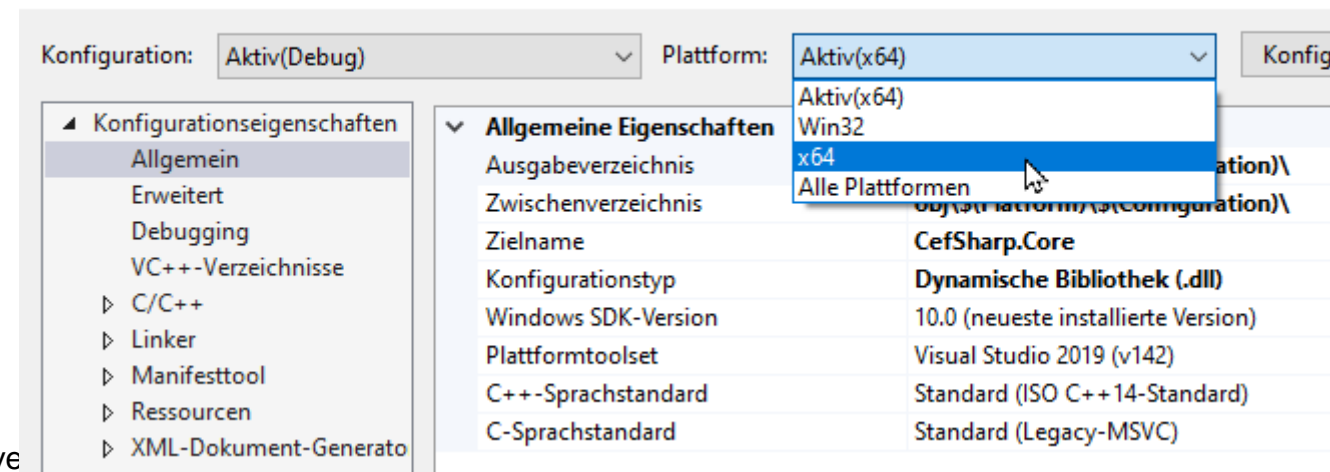 Konfiguration: Aktiv(Debug) Plattform: Aktiv(x64) Konfig
Aktiv(x64)
Konfigurationseigenschaften Allgemeine Eigenschaften Win32
Allgemein Ausgabeverzeichnis x64 ation)\
Alle Plattformen
Erweitert Zwischenverzeichnis obj\$(Platform)\$(Configuration)\
Debugging Zielname CefSharp.Core
VC++-Verzeichnisse Konfigurationstyp Dynamische Bibliothek (.dll)
C/C++ Windows SDK-Version 10.0 (neueste installierte Version)
Linker Plattformtoolset Visual Studio 2019 (v142)
Manifesttool C++-Sprachstandard Standard (ISO C++14-Standard)
Ressourcen C-Sprachstandard Standard (Legacy-MSVC)
XML-Dokument-Generato
ve